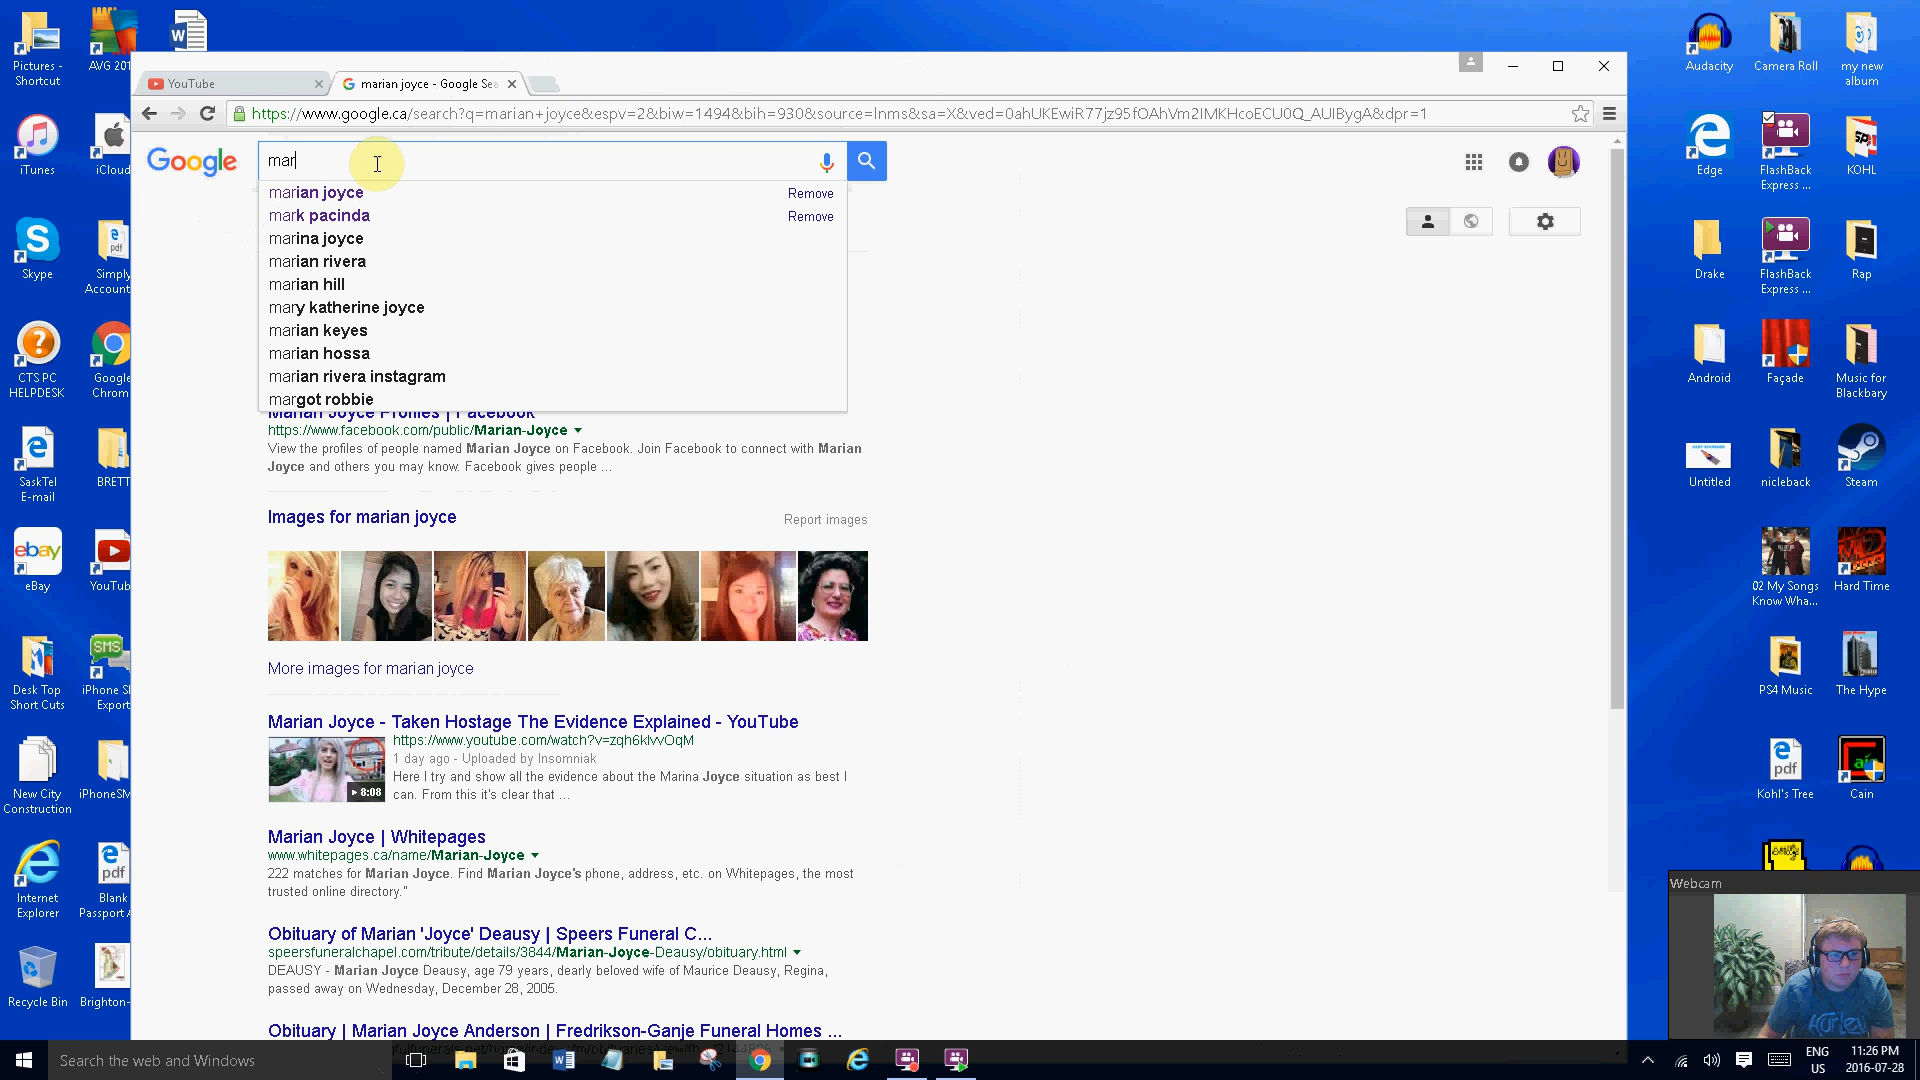 Pictures - Shortcut
AVG 201
YouTube
marian joyce - Google Sea
https://www.google.ca/search?q=marian+joyce&espv=2&biw=1494&bih=930&source=lnms&sa=X&ved=0ahUKEwiR77jz95fOAhVm2IMKHcoECU0Q_AUIBygA&dpr=1
Google
mar
marian joyce Remove
mark pacinda Remove
marina joyce
marian rivera
marian hill
mary katherine joyce
marian keyes
marian hossa
marian rivera instagram
margot robbie
Marian Joyce Profiles | Facebook
https://www.facebook.com/public/Marian-Joyce
View the profiles of people named Marian Joyce on Facebook. Join Facebook to connect with Marian
Joyce and others you may know. Facebook gives people ...
Images for marian joyce
Report images
More images for marian joyce
Marian Joyce - Taken Hostage The Evidence Explained - YouTube
https://www.youtube.com/watch?v=zqh6klvvOqM
1 day ago - Uploaded by Insomniak
Here I try and show all the evidence about the Marina Joyce situation as best I
can. From this it's clear that ...
8:08
Marian Joyce | Whitepages
www.whitepages.ca/name/Marian-Joyce
222 matches for Marian Joyce. Find Marian Joyce's phone, address, etc. on Whitepages, the most
trusted online directory."
Obituary of Marian 'Joyce' Deausy | Speers Funeral C...
speersfuneralchapel.com/tribute/details/3844/Marian-Joyce-Deausy/obituary.html
DEAUSY - Marian Joyce Deausy, age 79 years, dearly beloved wife of Maurice Deausy, Regina,
passed away on Wednesday, December 28, 2005.
Obituary | Marian Joyce Anderson | Fredrikson-Ganje Funeral Homes ...
iTunes
iCloud
Skype
Simply
Account
CTS PC
HELPDESK
Google
Chrom
SaskTel
E-mail
BRETT
ebay
eBay
YouTub
SMS
Desk Top
Short Cuts
iPhone S
Export
New City
Construction
iPhoneSM
Internet
Explorer
pdf
Blank
Passport A
Recycle Bin
Brighton-
Audacity
Camera Roll
my new
album
Edge
FlashBack
Express ...
KOHL
Drake
FlashBack
Express ...
Rap
Android
Façade
Music for
Blackbary
Untitled
nicleback
Steam
02 My Songs
Know Wha...
Hard Time
PS4 Music
The Hype
pdf
Kohl's Tree
Cain
Webcam
Hurley
Search the web and Windows
ENG
US
11:26 PM
2016-07-28